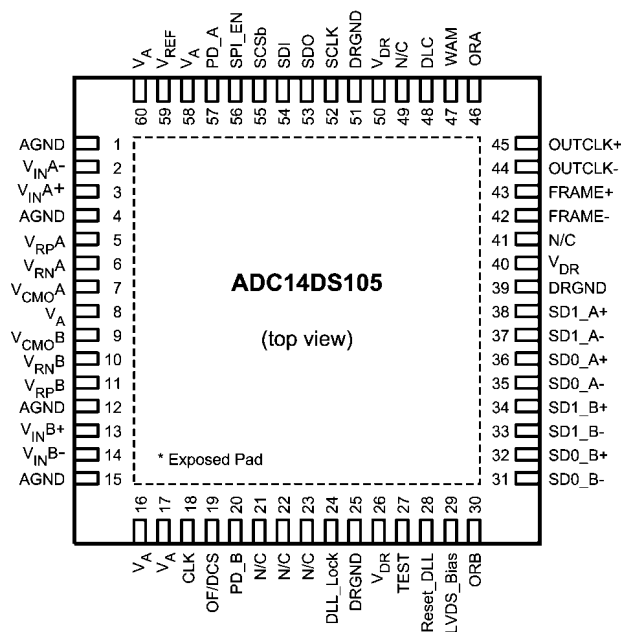 VA
VREF
VA
PD_A
SPI_EN
SCSb
SDI
SDO
SCLK
DRGND
VDR
N/C
DLC
WAM
ORA
60
59
58
57
56
55
54
53
52
51
50
49
48
47
46
AGND 1
VINA- 2
VINA+ 3
AGND 4
VRPA 5
VRNA 6
VCMOA 7
VA 8
VCMOB 9
VRNB 10
VRPB 11
AGND 12
VINB+ 13
VINB- 14
AGND 15
ADC14DS105
(top view)
* Exposed Pad
45 OUTCLK+
44 OUTCLK-
43 FRAME+
42 FRAME-
41 N/C
40 VDR
39 DRGND
38 SD1_A+
37 SD1_A-
36 SD0_A+
35 SD0_A-
34 SD1_B+
33 SD1_B-
32 SD0_B+
31 SD0_B-
16
17
18
19
20
21
22
23
24
25
26
27
28
29
30
VA
VA
CLK
OF/DCS
PD_B
N/C
N/C
N/C
DLL_Lock
DRGND
VDR
TEST
Reset_DLL
LVDS_Bias
ORB